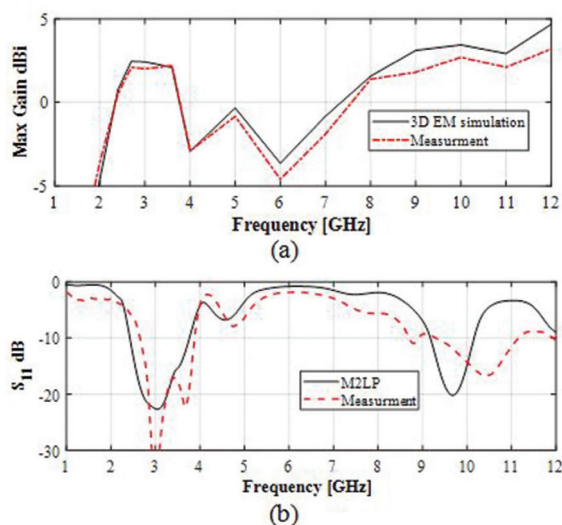 5
0
-5
Max Gain dBi
3D EM simulation
Measurment
1 2 3 4 5 6 7 8 9 10 11 12
Frequency [GHz]
(a)
0
-10
-20
-30
S11 dB
M2LP
Measurment
1 2 3 4 5 6 7 8 9 10 11 12
Frequency [GHz]
(b)